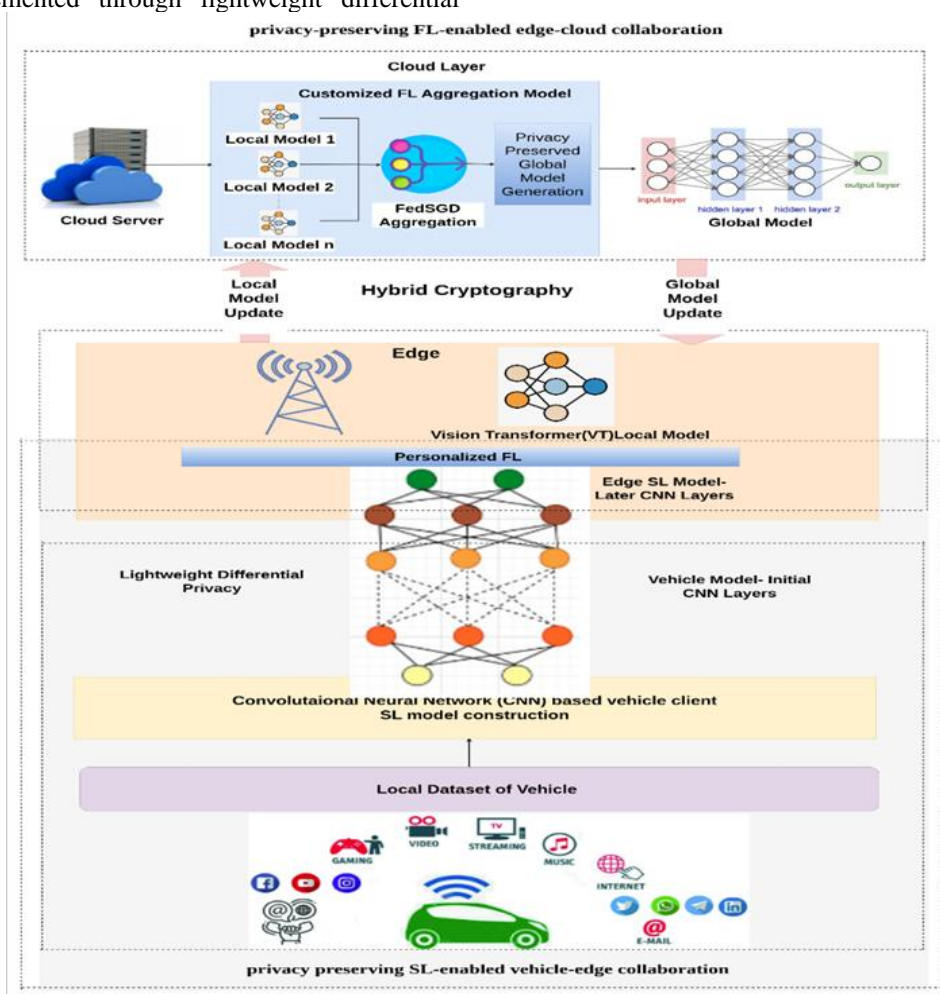 emented through lightweight differential
privacy-preserving FL-enabled edge-cloud collaboration
Cloud Layer
Customized FL Aggregation Model
Cloud Server
Local Model 1
Local Model 2
Local Model n
FedSGD
Aggregation
Privacy
Preserved
Global
Model
Generation
input layer
hidden layer 1
hidden layer 2
output layer
Global Model
Local
Model
Update
Hybrid Cryptography
Global
Model
Update
Edge
Vision Transformer(VT)Local Model
Personalized FL
Edge SL Model-
Later CNN Layers
Lightweight Differential
Privacy
Vehicle Model- Initial
CNN Layers
Convolutaional Neural Network (CNN) based vehicle client
SL model construction
Local Dataset of Vehicle
GAMING
VIDEO
TV
STREAMING
MUSIC
INTERNET
@
E-MAIL
privacy preserving SL-enabled vehicle-edge collaboration